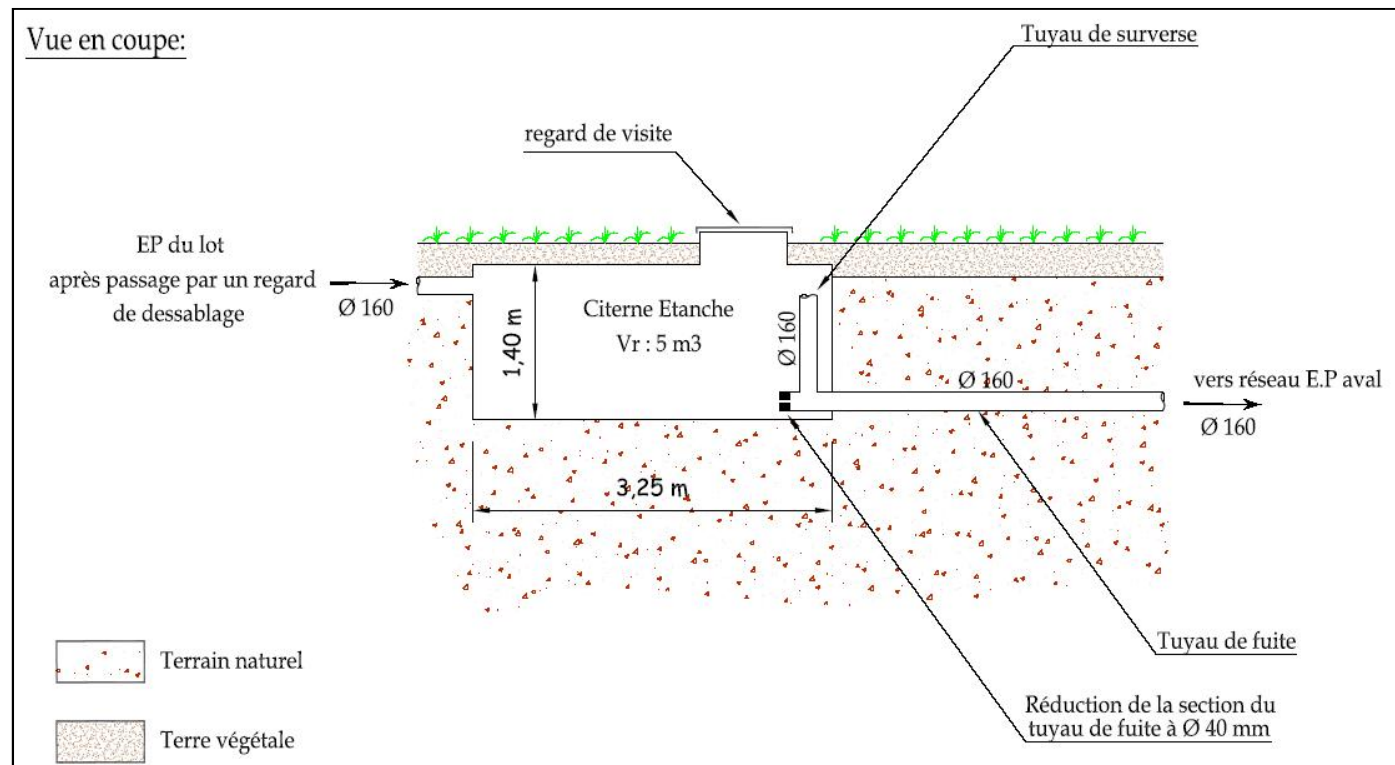 Vue en coupe:
Tuyau de surverse
regard de visite
EP du lot
après passage par un regard
de dessablage
Ø 160
1,40 m
Citerne Etanche
Vr : 5 m3
Ø 160
Ø 160
vers réseau E.P aval
Ø 160
3,25 m
Tuyau de fuite
Réduction de la section du
tuyau de fuite à Ø 40 mm
Terrain naturel
Terre végétale